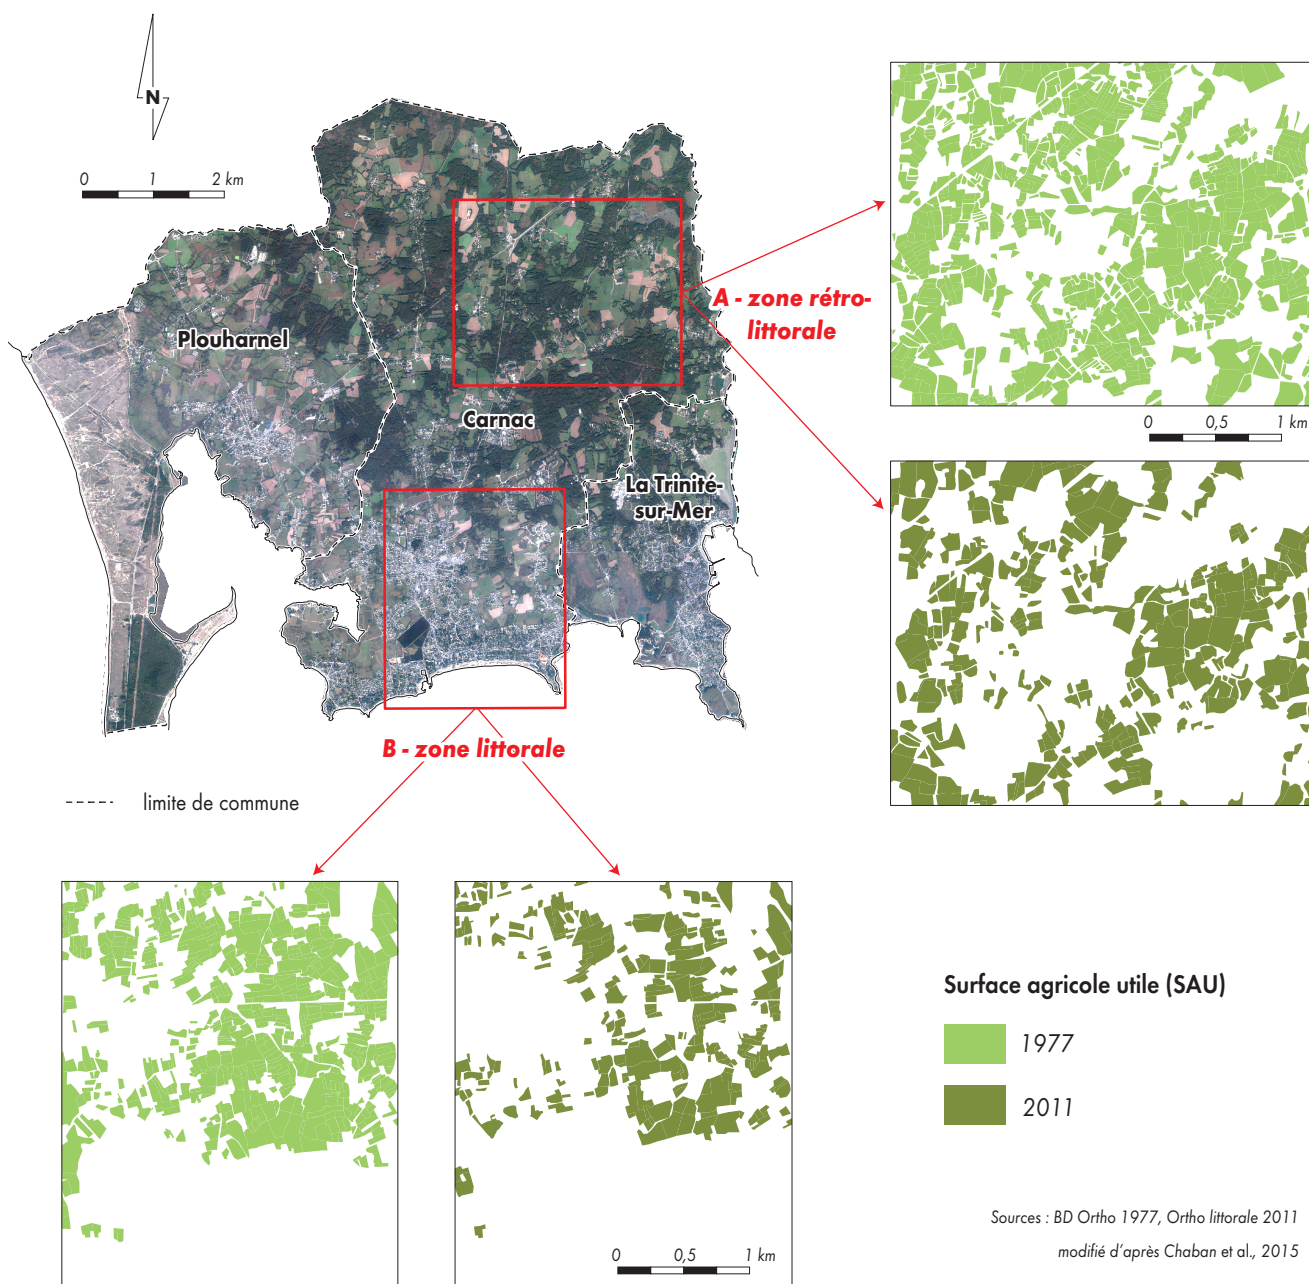 N
0 1 2 km
Plouharnel
A - zone rétro-
littorale
Carnac
La Trinité-
sur-Mer
0 0,5 1 km
B - zone littorale
limite de commune
Surface agricole utile (SAU)
1977
2011
0 0,5 1 km
Sources : BD Ortho 1977, Ortho littorale 2011
modifié d'après Chaban et al., 2015